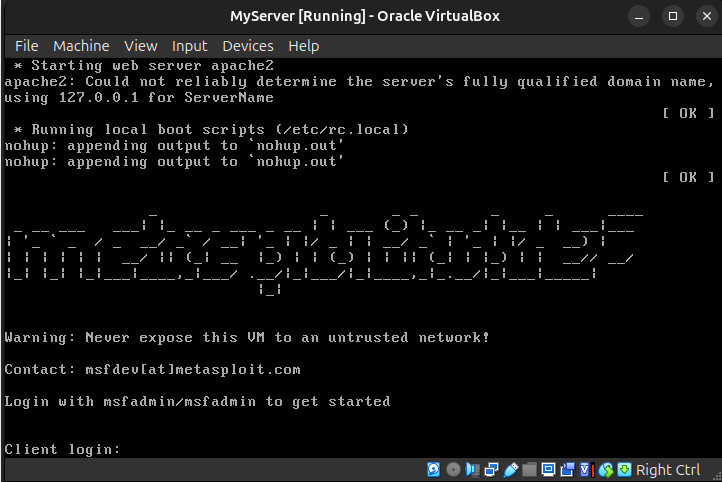 MyServer [Running] - Oracle VirtualBox
File Machine View Input Devices Help
* Starting web server apache2
apache2: Could not reliably determine the server's fully qualified domain name,
using 127.0.0.1 for ServerName
[ OK ]
* Running local boot scripts (/etc/rc.local)
nohup: appending output to `nohup.out'
nohup: appending output to `nohup.out'
[ OK ]
metasploitable2
Warning: Never expose this VM to an untrusted network!
Contact: msfdev[at]metasploit.com
Login with msfadmin/msfadmin to get started
Client login:
Right Ctrl